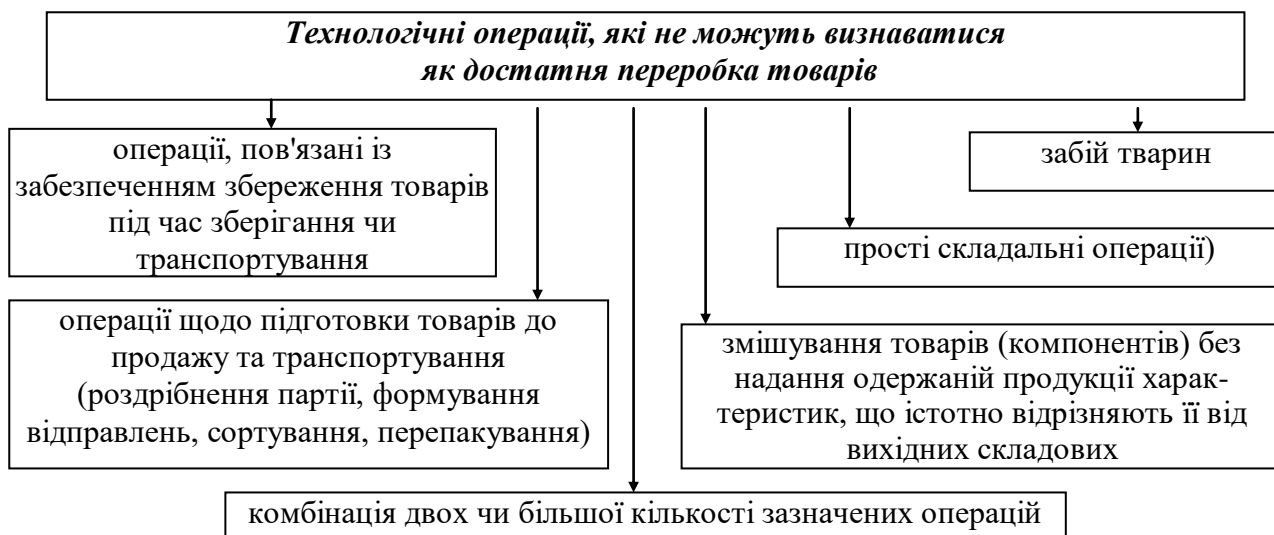 Технологічні операції, які не можуть визнаватися
як достатня переробка товарів
операції, пов'язані із
забезпеченням збереження товарів
під час зберігання чи
транспортування
забій тварин
прості складальні операції)
операції щодо підготовки товарів до
продажу та транспортування
(роздрібнення партії, формування
відправлень, сортування, перепакування)
змішування товарів (компонентів) без
надання одержаній продукції харак-
теристик, що істотно відрізняють її від
вихідних складових
комбінація двох чи більшої кількості зазначених операцій